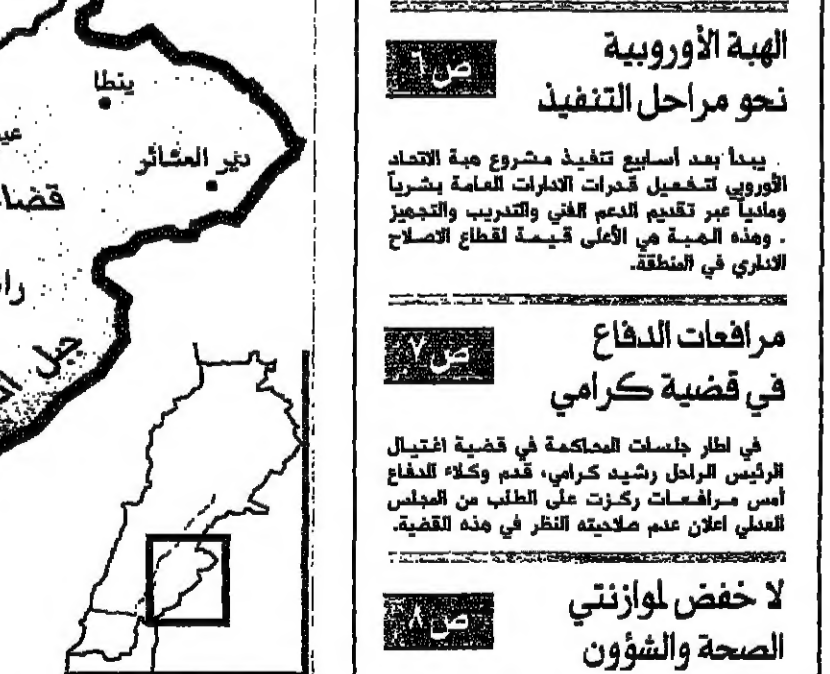 الهبة الأوروبية
نحو مراحل التنفيذ
ص٦
. يبدأ بعد أسابيع تنفيذ مشروع هبة الاتحاد
الأوروبي لتفعيل قدرات الادارات العامة بشرياً
ومادياً عبر تقديم الدعم الفني والتدريب والتجهيز
. وهذه الهبة هي الأعلى قيمة لقطاع الاصلاح
الاداري في المنطقة.
مرافعات الدفاع
في قضية كرامي
ص٧
في اطار جلسات المحاكمة في قضية اغتيال
الرئيس الراحل رشيد كرامي، قدم وكلاء الدفاع
أمس مرافعات ركزت على الطلب من المجلس
العدلي اعلان عدم صلاحيته النظر في هذه القضية.
لا خفض لموازنتي
الصحة والشؤون
ص٨
ينطا
دير العشائر
قضا
را
جبل ال